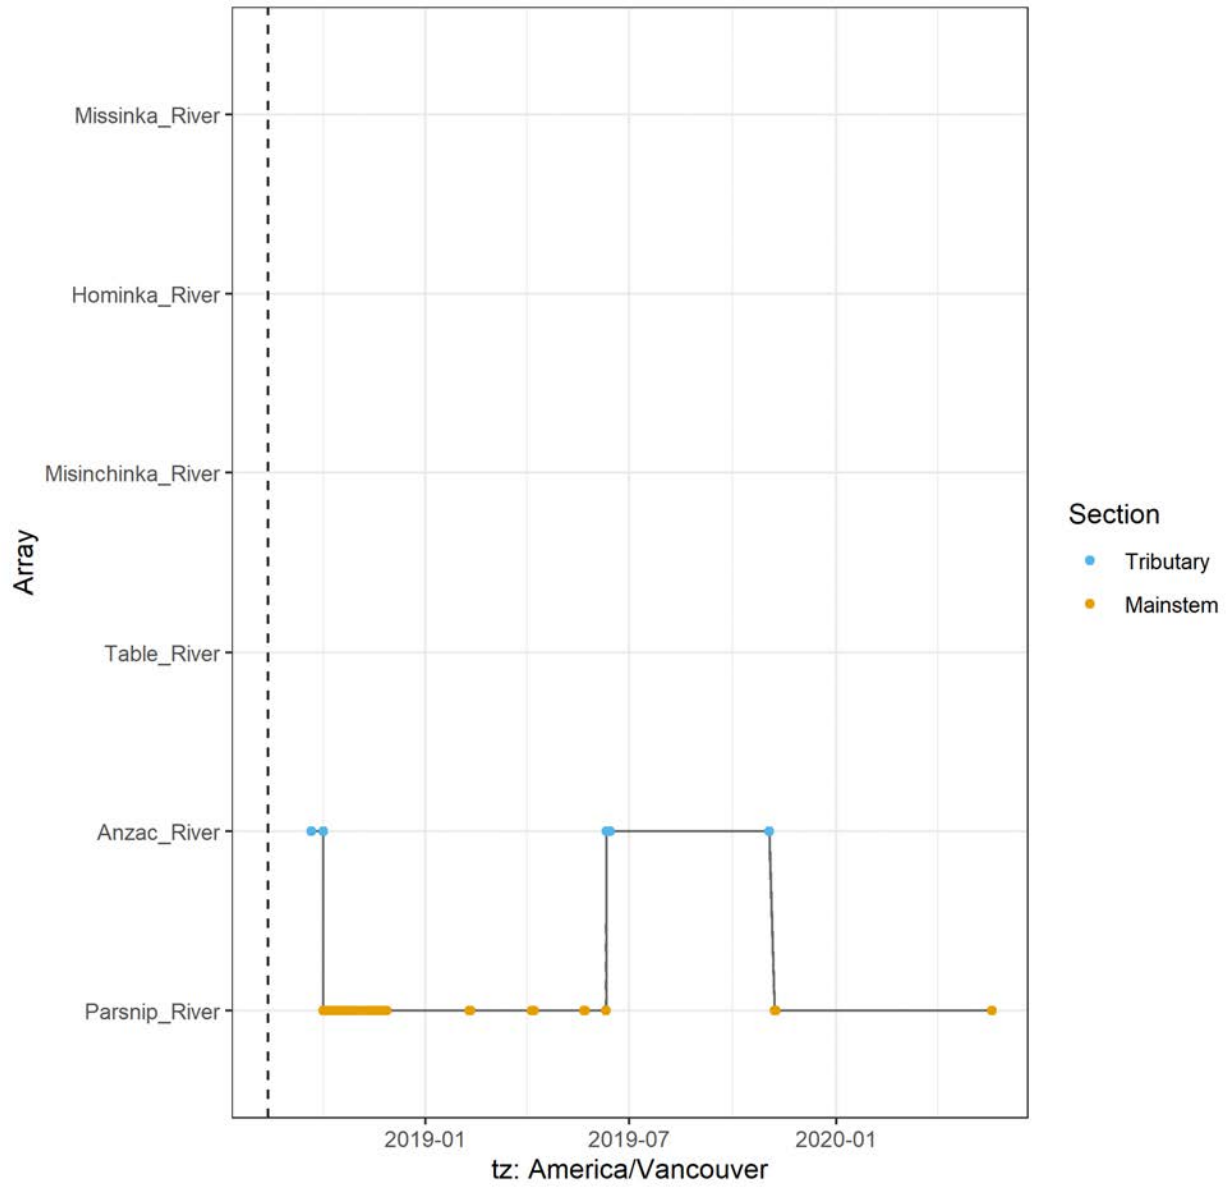 Missinka_River
Hominka_River
Misinchinka_River
Table_River
Anzac_River
Parsnip_River
Array
2019-01
2019-07
2020-01
tz: America/Vancouver
Section
Tributary
Mainstem